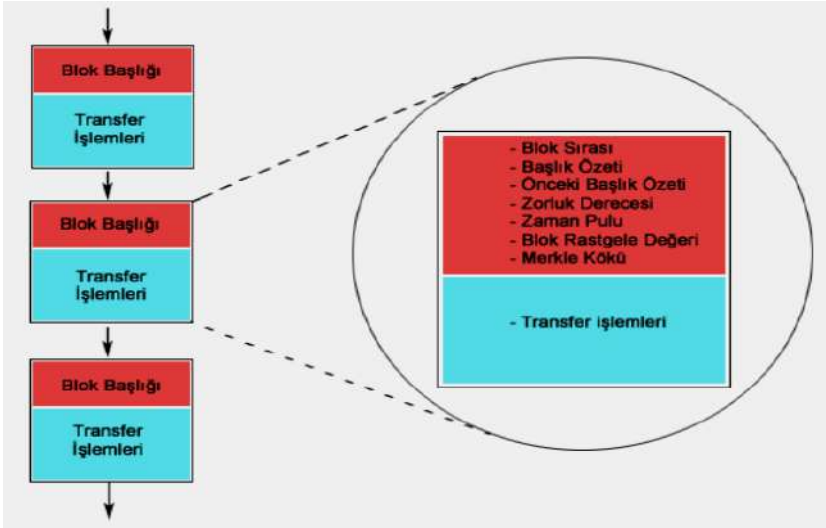 Blok Başlığı
Transfer
İşlemleri
Blok Başlığı
Transfer
İşlemleri
Blok Başlığı
Transfer
İşlemleri
- Blok Sırası
- Başlık Özeti
- Önceki Başlık Özeti
- Zorluk Derecesi
- Zaman Pulu
- Blok Rastgele Değeri
- Merkle Kökü
- Transfer işlemleri